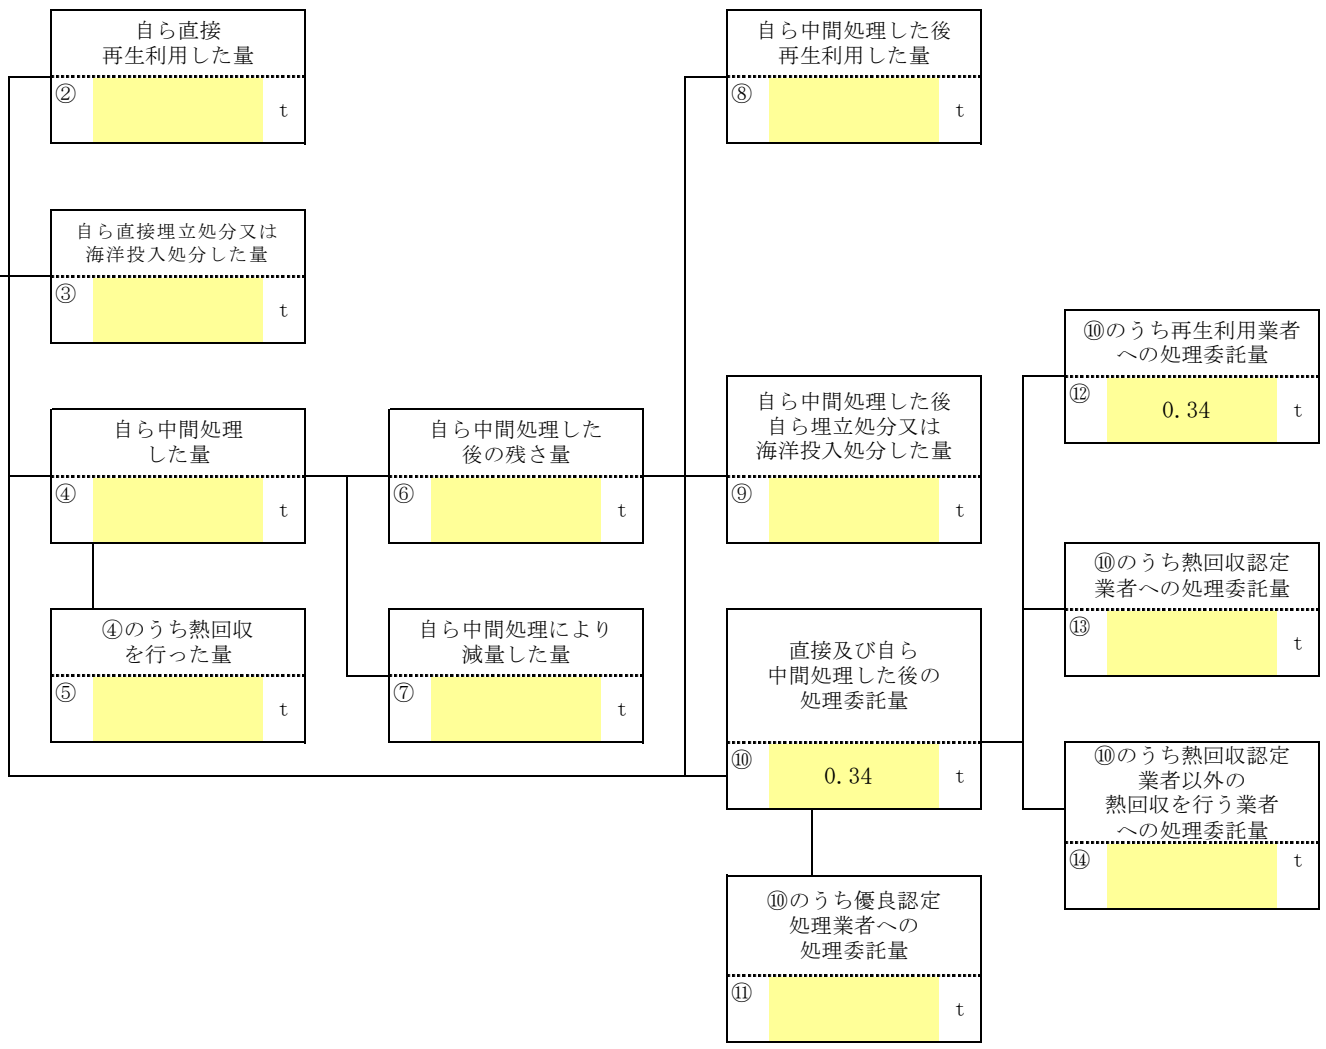 自ら直接
再生利用した量
②
t
自ら中間処理した後
再生利用した量
⑧
t
自ら直接埋立処分又は
海洋投入処分した量
③
t
⑩のうち再生利用業者
への処理委託量
⑫
0.34
t
自ら中間処理
した量
④
t
自ら中間処理した
後の残さ量
⑥
t
自ら中間処理した後
自ら埋立処分又は
海洋投入処分した量
⑨
t
⑩のうち熱回収認定
業者への処理委託量
⑬
t
④のうち熱回収
を行った量
⑤
t
自ら中間処理により
減量した量
⑦
t
直接及び自ら
中間処理した後の
処理委託量
⑩
0.34
t
⑩のうち熱回収認定
業者以外の
熱回収を行う業者
への処理委託量
⑭
t
⑩のうち優良認定
処理業者への
処理委託量
⑪
t